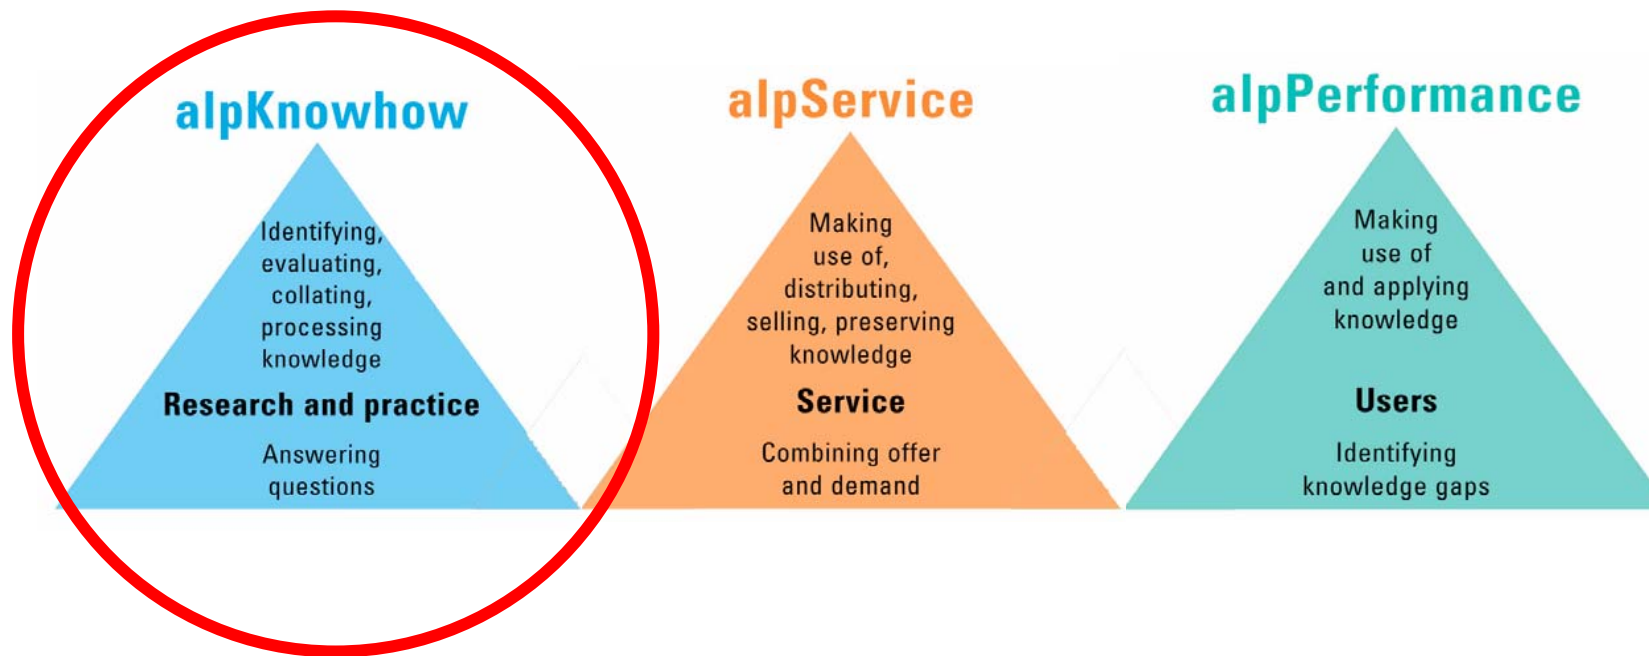 alpKnowhow
Identifying,
evaluating,
collating,
processing
knowledge
Research and practice
Answering
questions
alpService
Making
use of,
distributing,
selling, preserving
knowledge
Service
Combining offer
and demand
alpPerformance
Making
use of
and applying
knowledge
Users
Identifying
knowledge gaps